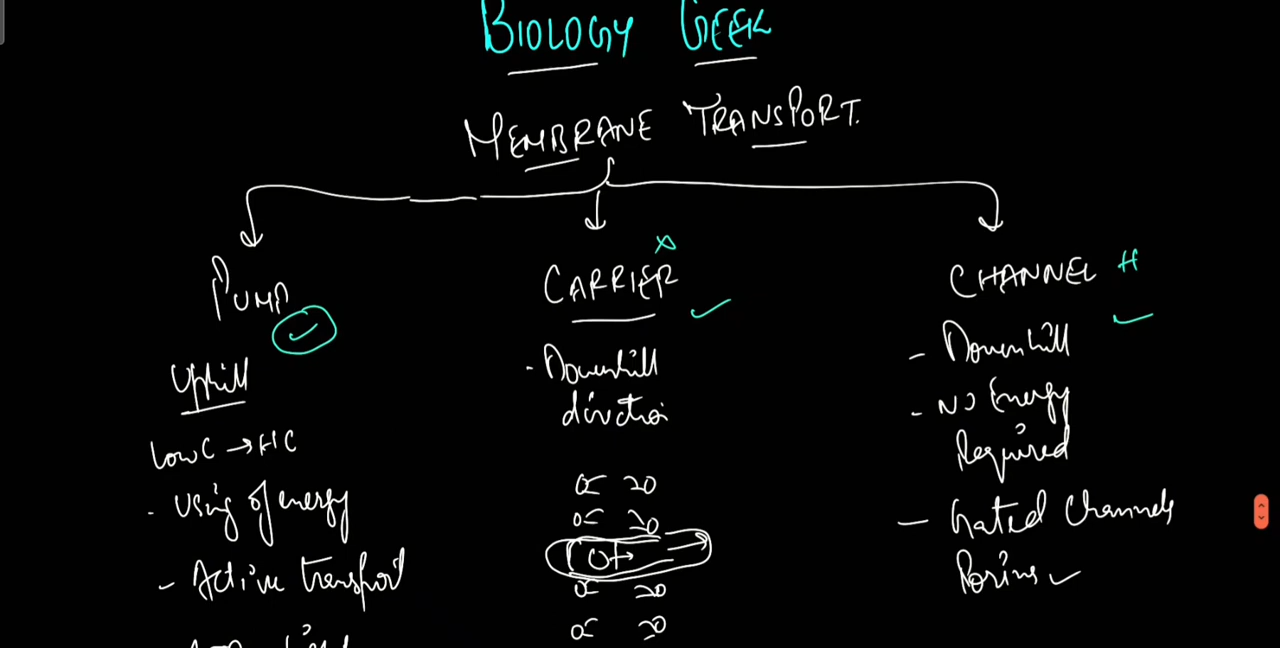 BIOLOGY GEEK
MEMBRANE TRANSPORT.
PUMP
Uphill
Low C → HC
- Using of energy
- Active transport
CARRIER
- Downhill
direction
CHANNEL #
- Downhill
- No Energy
Required
- Gated Channels
Porins